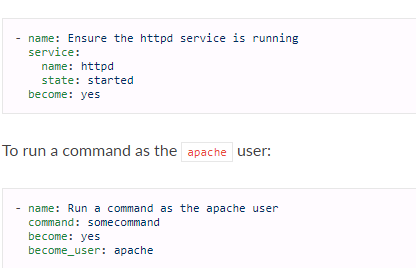 - name: Ensure the httpd service is running
  service:
    name: httpd
    state: started
  become: yes
To run a command as the apache user:
- name: Run a command as the apache user
  command: somecommand
  become: yes
  become_user: apache